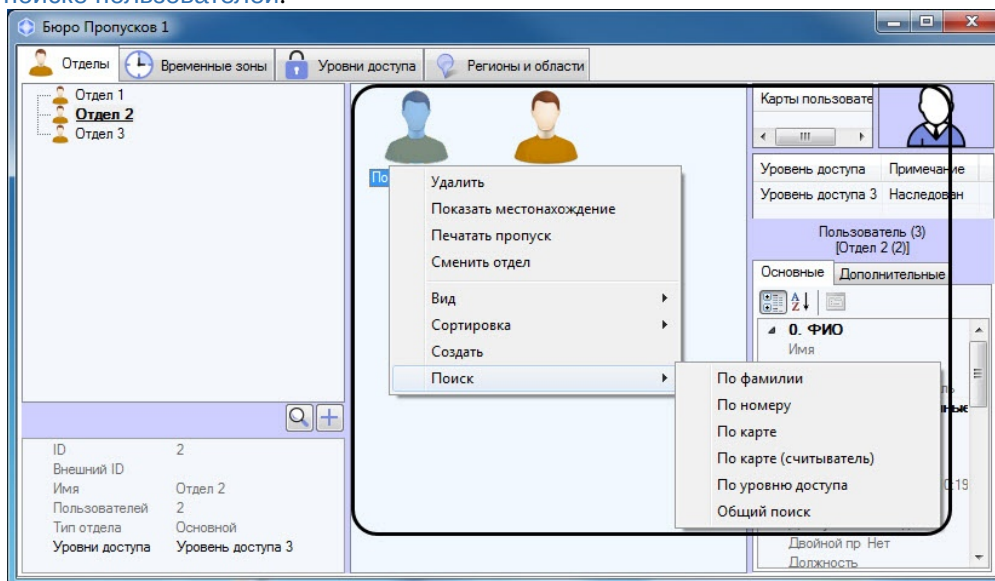 поиске пользователей.
Бюро Пропусков 1
Отделы Временные зоны Уровни доступа Регионы и области
Отдел 1
Отдел 2
Отдел 3
ID 2
Внешний ID
Имя Отдел 2
Пользователей 2
Тип отдела Основной
Уровни доступа Уровень доступа 3
По
Удалить
Показать местонахождение
Печатать пропуск
Сменить отдел
Вид
Сортировка
Создать
Поиск
По фамилии
По номеру
По карте
По карте (считыватель)
По уровню доступа
Общий поиск
Карты пользовате
Уровень доступа Примечание
Уровень доступа 3 Наследован
Пользователь (3)
[Отдел 2 (2)]
Основные Дополнительные
0. ФИО
Имя
:19
Двойной пр Нет
Должность